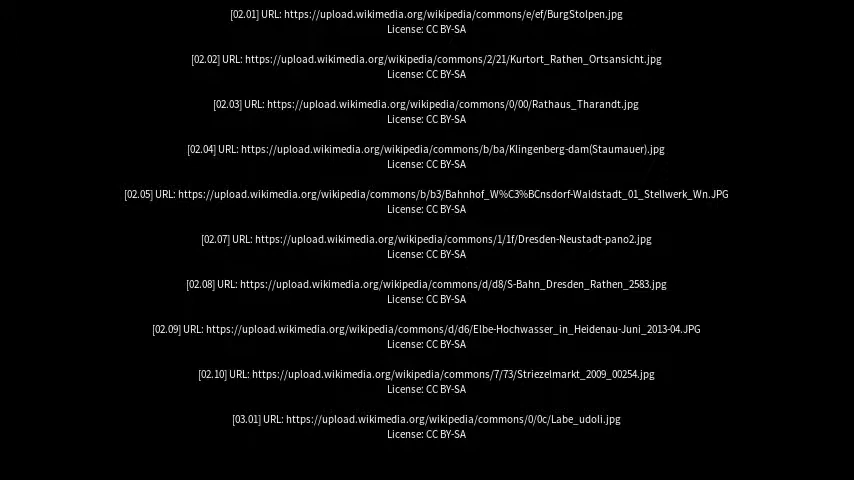 [02.01] URL: https://upload.wikimedia.org/wikipedia/commons/e/ef/BurgStolpen.jpg
License: CC BY-SA
[02.02] URL: https://upload.wikimedia.org/wikipedia/commons/2/21/Kurtort_Rathen_Ortsansicht.jpg
License: CC BY-SA
[02.03] URL: https://upload.wikimedia.org/wikipedia/commons/0/00/Rathaus_Tharandt.jpg
License: CC BY-SA
[02.04] URL: https://upload.wikimedia.org/wikipedia/commons/b/ba/Klingenberg-dam(Staumauer).jpg
License: CC BY-SA
[02.05] URL: https://upload.wikimedia.org/wikipedia/commons/b/b3/Bahnhof_W%C3%BCnsdorf-Waldstadt_01_Stellwerk_Wn.JPG
License: CC BY-SA
[02.07] URL: https://upload.wikimedia.org/wikipedia/commons/1/1f/Dresden-Neustadt-pano2.jpg
License: CC BY-SA
[02.08] URL: https://upload.wikimedia.org/wikipedia/commons/d/d8/S-Bahn_Dresden_Rathen_2583.jpg
License: CC BY-SA
[02.09] URL: https://upload.wikimedia.org/wikipedia/commons/d/d6/Elbe-Hochwasser_in_Heidenau-Juni_2013-04.JPG
License: CC BY-SA
[02.10] URL: https://upload.wikimedia.org/wikipedia/commons/7/73/Striezelmarkt_2009_00254.jpg
License: CC BY-SA
[03.01] URL: https://upload.wikimedia.org/wikipedia/commons/0/0c/Labe_udoli.jpg
License: CC BY-SA